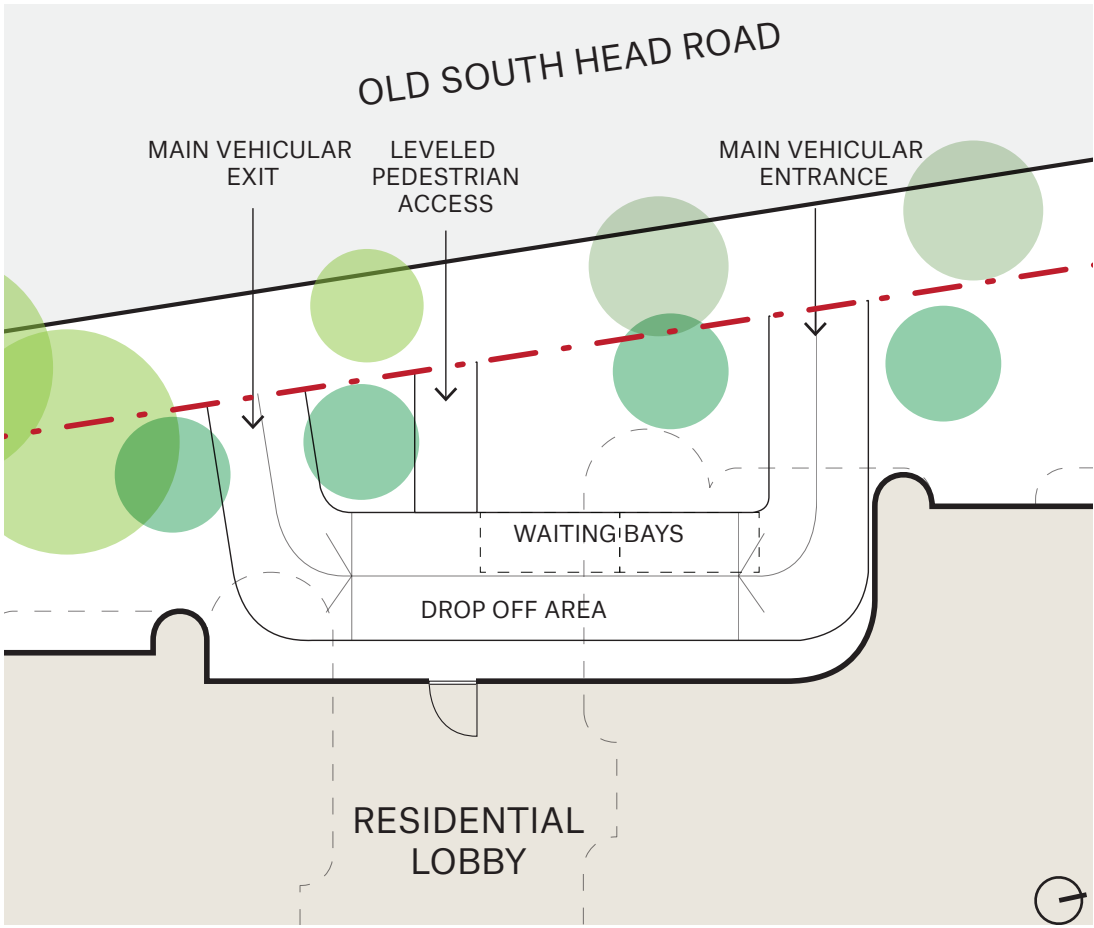 OLD SOUTH HEAD ROAD
MAIN VEHICULAR
EXIT
LEVELED
PEDESTRIAN
ACCESS
MAIN VEHICULAR
ENTRANCE
WAITING BAYS
DROP OFF AREA
RESIDENTIAL
LOBBY